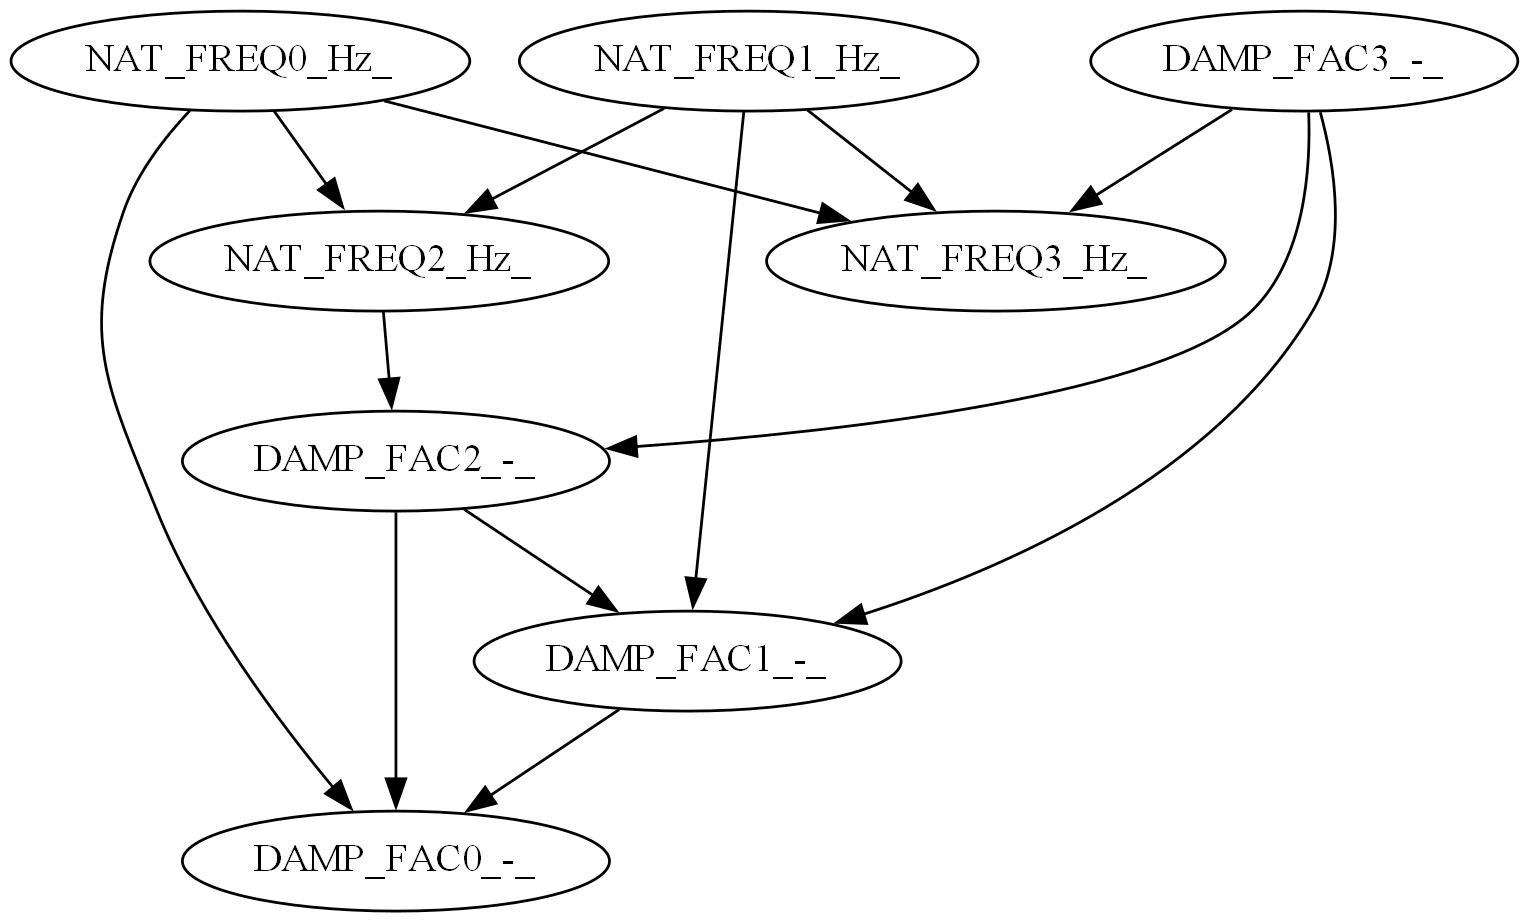 NAT_FREQ0_Hz_
NAT_FREQ1_Hz_
DAMP_FAC3_-_
NAT_FREQ2_Hz_
NAT_FREQ3_Hz_
DAMP_FAC2_-_
DAMP_FAC1_-_
DAMP_FAC0_-_